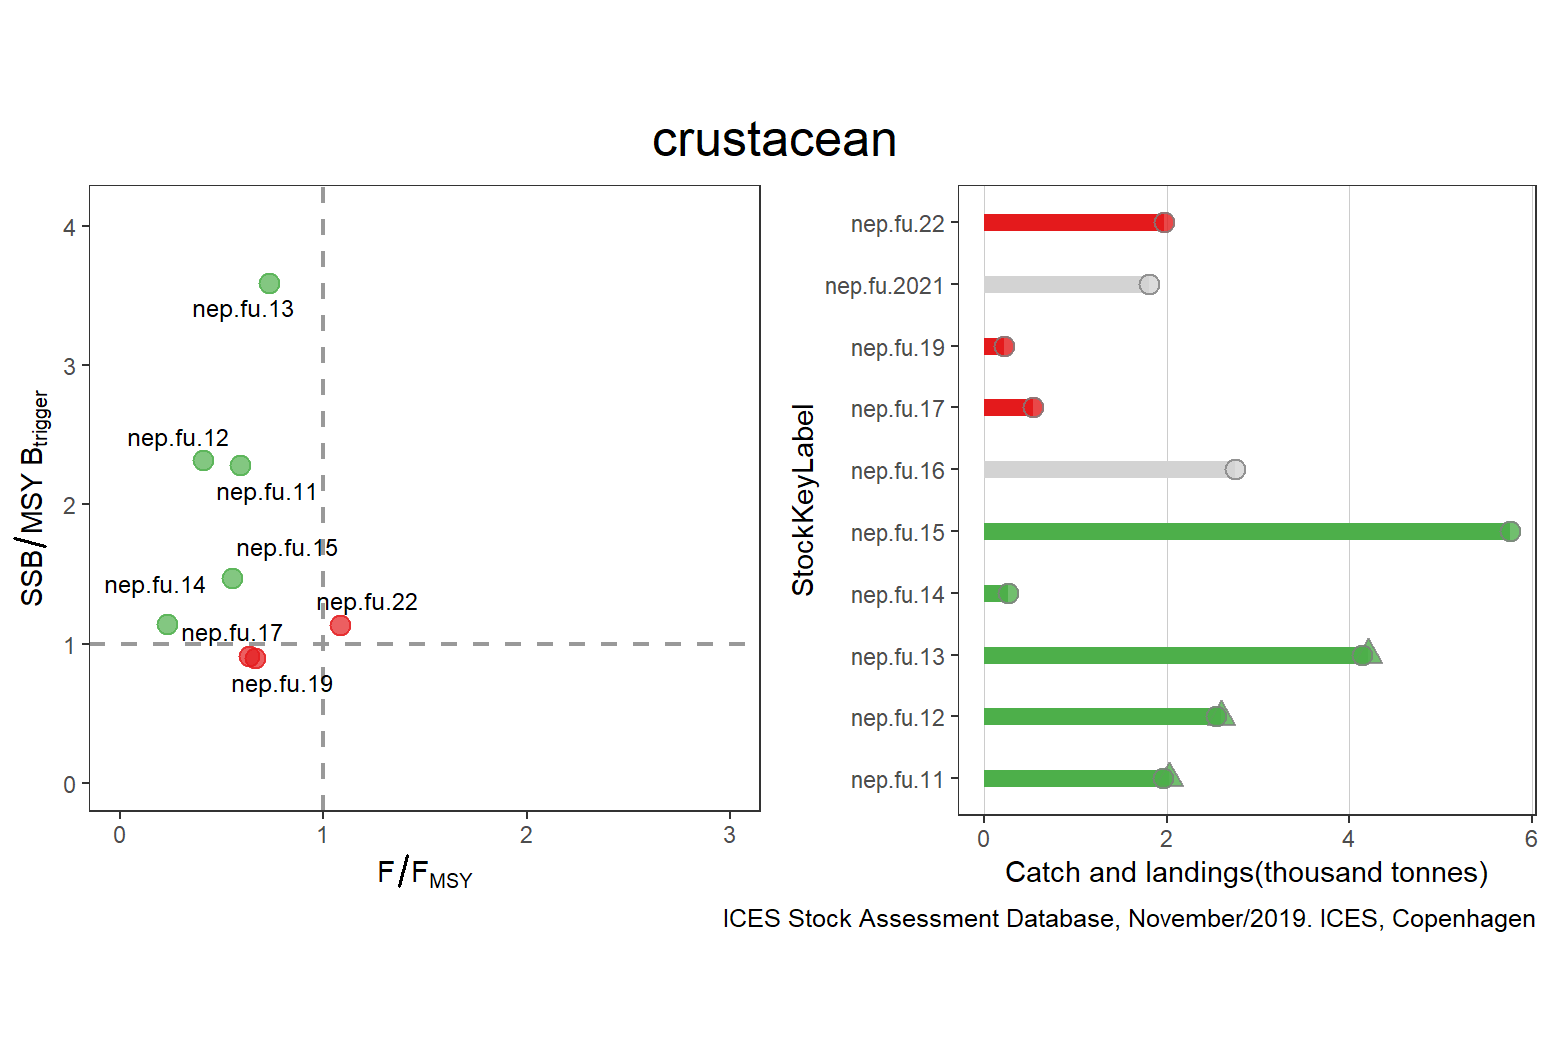 crustacean
4
3
2
1
0
SSB/MSY Btrigger
nep.fu.13
nep.fu.12
nep.fu.11
nep.fu.15
nep.fu.14
nep.fu.22
nep.fu.17
nep.fu.19
0 1 2 3
F/FMSY
StockKeyLabel
nep.fu.22
nep.fu.2021
nep.fu.19
nep.fu.17
nep.fu.16
nep.fu.15
nep.fu.14
nep.fu.13
nep.fu.12
nep.fu.11
0 2 4 6
Catch and landings(thousand tonnes)
ICES Stock Assessment Database, November/2019. ICES, Copenhagen